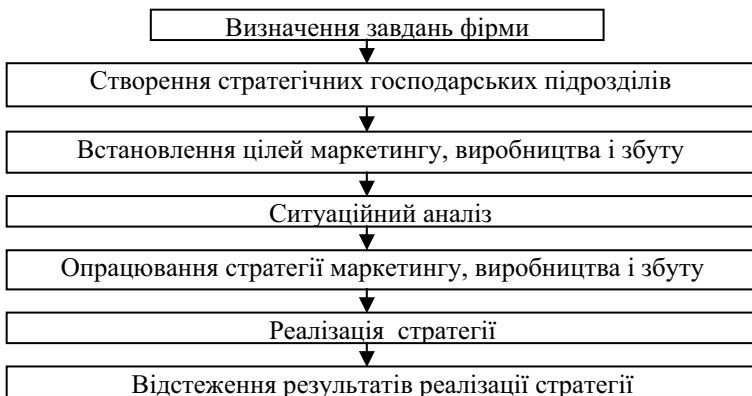 Визначення завдань фірми
Створення стратегічних господарських підрозділів
Встановлення цілей маркетингу, виробництва і збуту
Ситуаційний аналіз
Опрацювання стратегії маркетингу, виробництва і збуту
Реалізація стратегії
Відстеження результатів реалізації стратегії